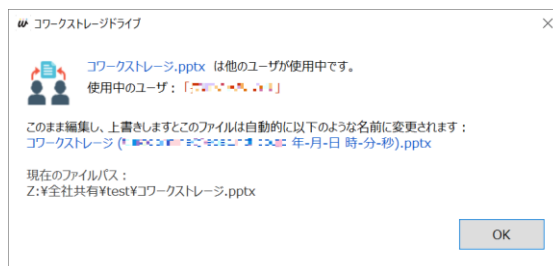 コワークストレージドライブ
コワークストレージ.pptx は他のユーザが使用中です。
使用中のユーザ：「」
このまま編集し、上書きしますとこのファイルは自動的に以下のような名前に変更されます；
コワークストレージ ( 年-月-日 時-分-秒).pptx
現在のファイルパス：
Z:¥全社共有¥test¥コワークストレージ.pptx
OK